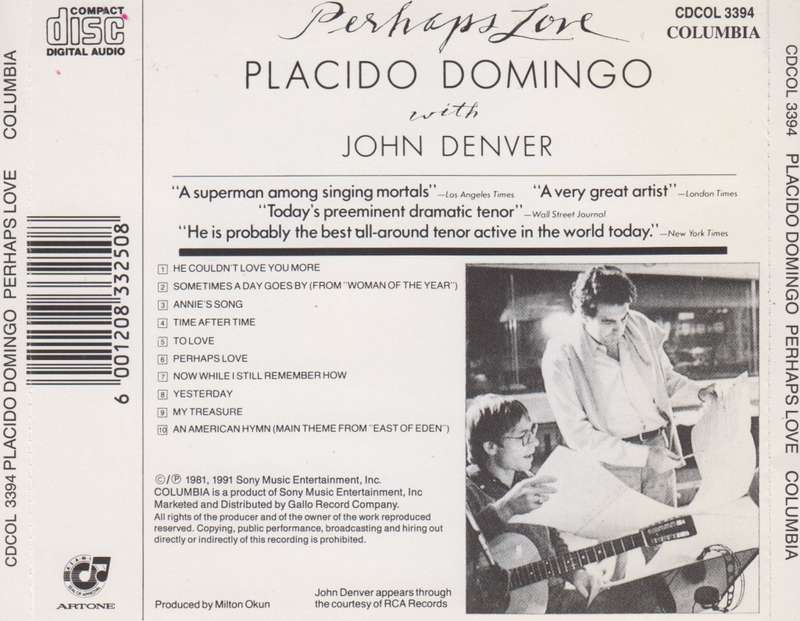 COMPACT
disc
DIGITAL AUDIO
Perhaps Love
CDCOL 3394
COLUMBIA
PLACIDO DOMINGO
with
JOHN DENVER
"A superman among singing mortals"—Los Angeles Times "A very great artist"—London Times
"Today's preeminent dramatic tenor"—Wall Street Journal
"He is probably the best all-around tenor active in the world today."—New York Times
1 HE COULDN'T LOVE YOU MORE
2 SOMETIMES A DAY GOES BY (FROM "WOMAN OF THE YEAR")
3 ANNIE'S SONG
4 TIME AFTER TIME
5 TO LOVE
6 PERHAPS LOVE
7 NOW WHILE I STILL REMEMBER HOW
8 YESTERDAY
9 MY TREASURE
10 AN AMERICAN HYMN (MAIN THEME FROM "EAST OF EDEN")
©/℗ 1981, 1991 Sony Music Entertainment, Inc.
COLUMBIA is a product of Sony Music Entertainment, Inc
Marketed and Distributed by Gallo Record Company.
All rights of the producer and of the owner of the work reproduced
reserved. Copying, public performance, broadcasting and hiring out
directly or indirectly of this recording is prohibited.
Produced by Milton Okun
John Denver appears through
the courtesy of RCA Records
CDCOL 3394 PLACIDO DOMINGO PERHAPS LOVE COLUMBIA
6 001208 332508
ARTONE
CDCOL 3394 PLACIDO DOMINGO PERHAPS LOVE COLUMBIA